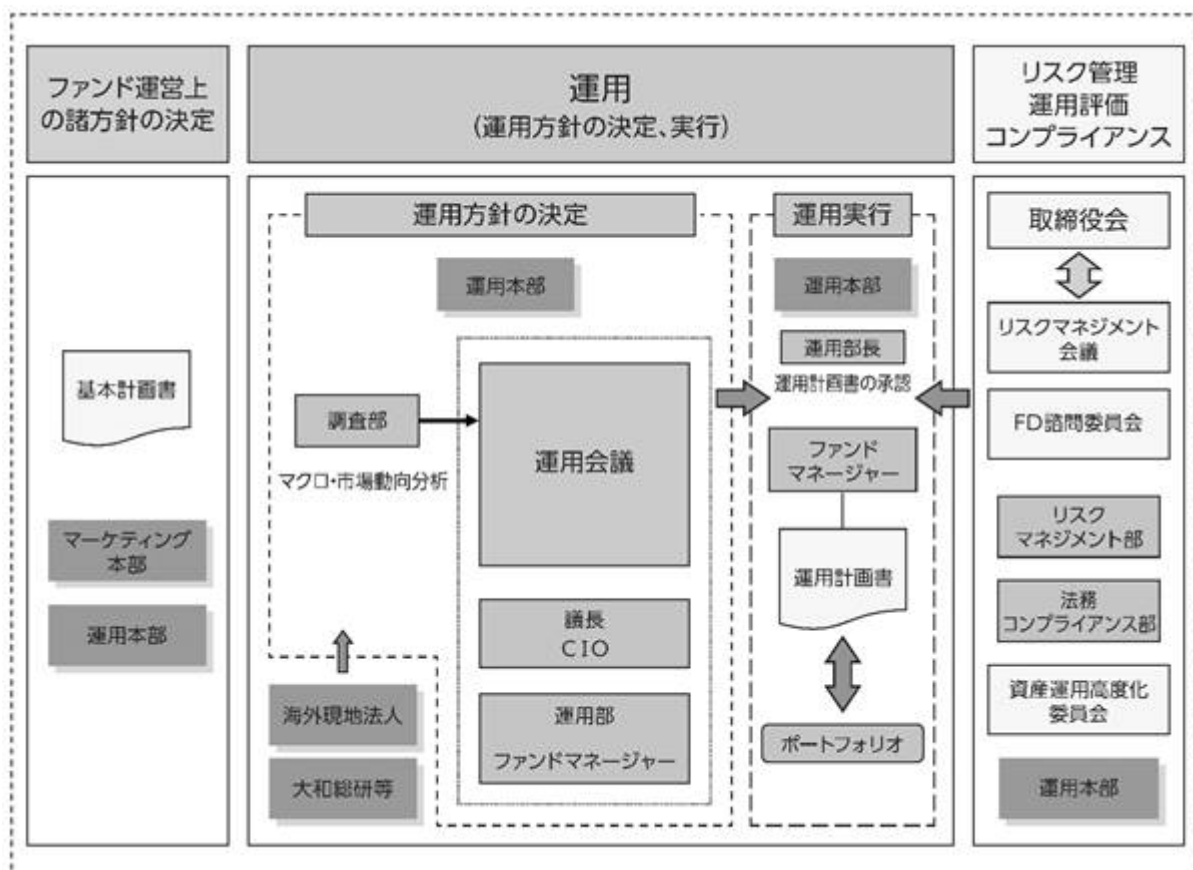 ファンド運営上
の諸方針の決定
運用
(運用方針の決定、実行)
リスク管理
運用評価
コンプライアンス
基本計画書
マーケティング
本部
運用本部
運用方針の決定
運用本部
調査部
マクロ・市場動向分析
運用会議
議長
CIO
運用部
ファンドマネージャー
海外現地法人
大和総研等
運用実行
運用本部
運用部長
運用計画書の承認
ファンド
マネージャー
運用計画書
ポートフォリオ
取締役会
リスクマネジメント
会議
FD諮問委員会
リスク
マネジメント部
法務
コンプライアンス部
資産運用高度化
委員会
運用本部